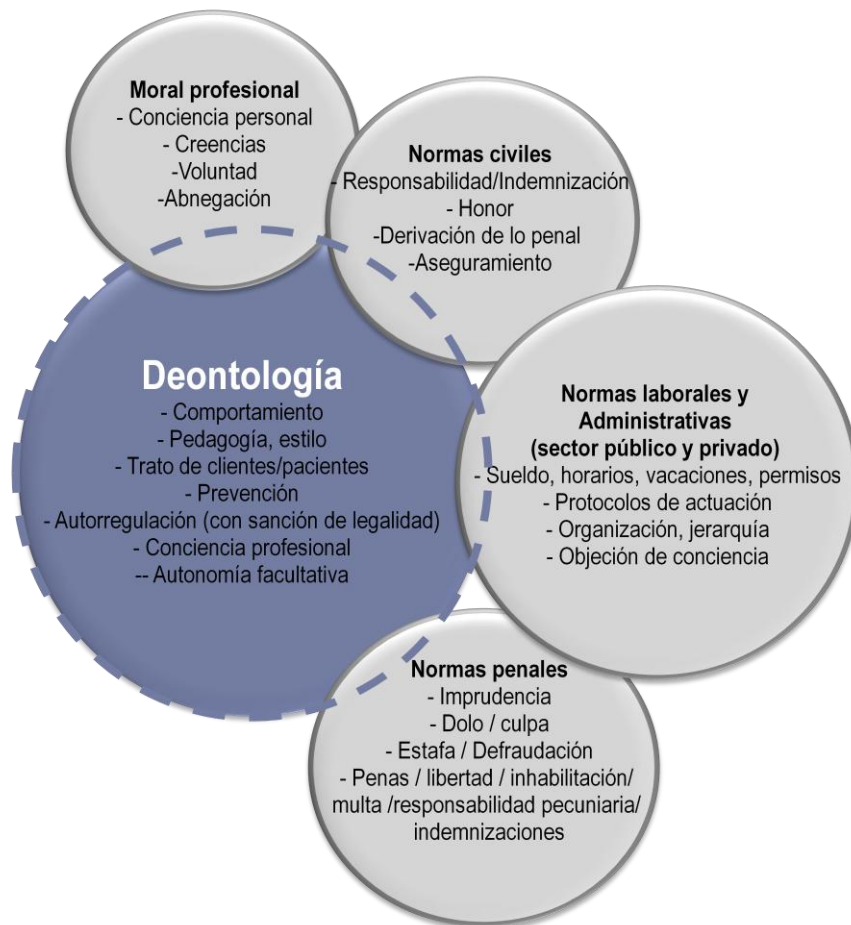 Moral profesional
- Conciencia personal
- Creencias
-Voluntad
-Abnegación
Normas civiles
- Responsabilidad/Indemnización
- Honor
-Derivación de lo penal
-Aseguramiento
Deontología
- Comportamiento
- Pedagogía, estilo
- Trato de clientes/pacientes
- Prevención
- Autorregulación (con sanción de legalidad)
- Conciencia profesional
-- Autonomía facultativa
Normas laborales y
Administrativas
(sector público y privado)
- Sueldo, horarios, vacaciones, permisos
- Protocolos de actuación
- Organización, jerarquía
- Objeción de conciencia
Normas penales
- Imprudencia
- Dolo / culpa
- Estafa / Defraudación
- Penas / libertad / inhabilitación/
multa /responsabilidad pecuniaria/
indemnizaciones